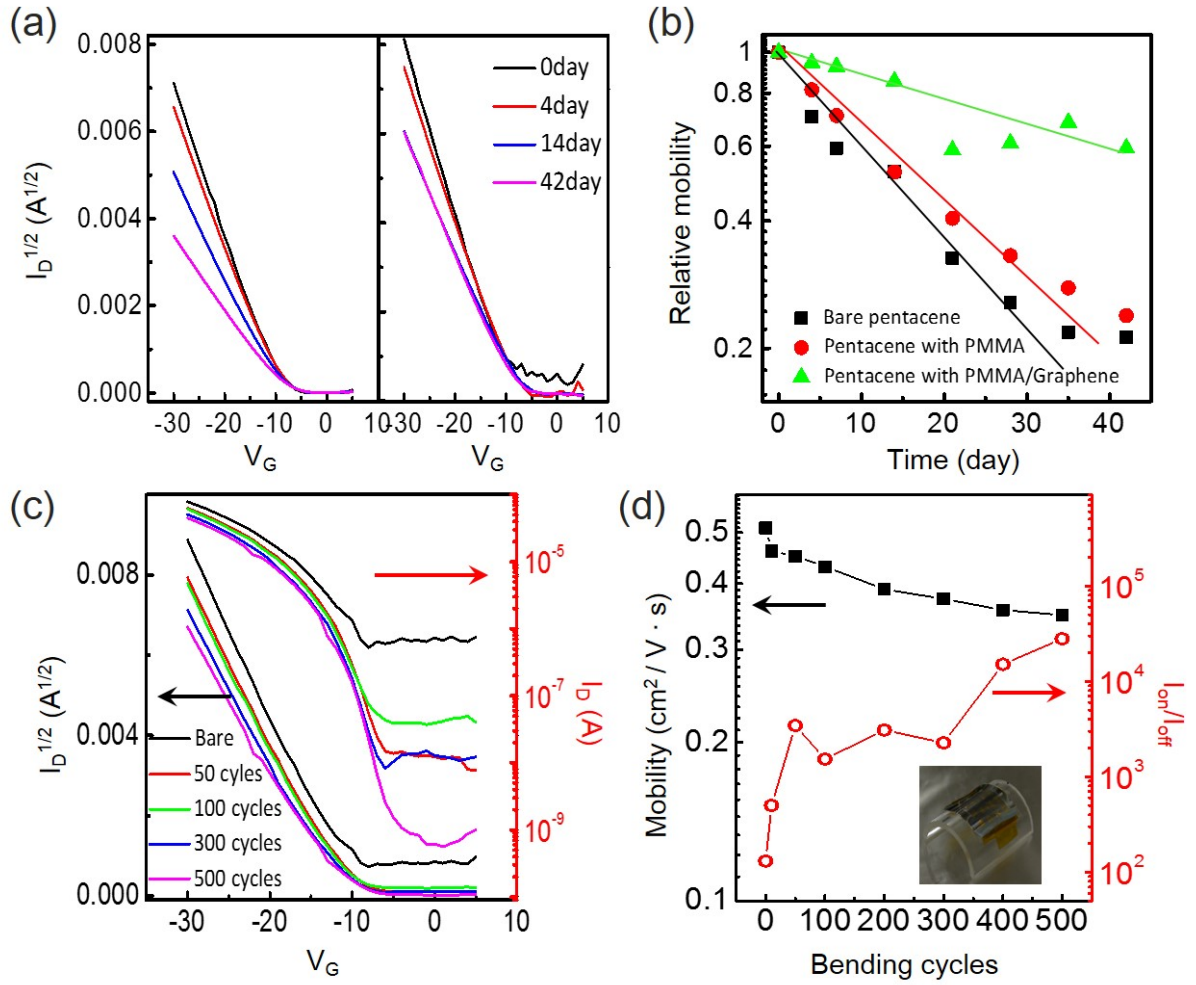 (a)
0.008
0.006
0.004
0.002
0.000
I_D^1/2 (A^1/2)
0day
4day
14day
42day
-30 -20 -10 0 10 -30 -20 -10 0 10
V_G V_G
(b)
1
0.8
0.6
0.4
0.2
Relative mobility
Bare pentacene
Pentacene with PMMA
Pentacene with PMMA/Graphene
0 10 20 30 40
Time (day)
(c)
0.008
0.004
0.000
I_D^1/2 (A^1/2)
Bare
50 cyles
100 cycles
300 cycles
500 cycles
10^-5
10^-7
10^-9
I_D (A)
-30 -20 -10 0 10
V_G
(d)
0.5
0.4
0.3
0.2
0.1
Mobility (cm^2 / V · s)
10^5
10^4
10^3
10^2
I_on/I_off
0 100 200 300 400 500
Bending cycles